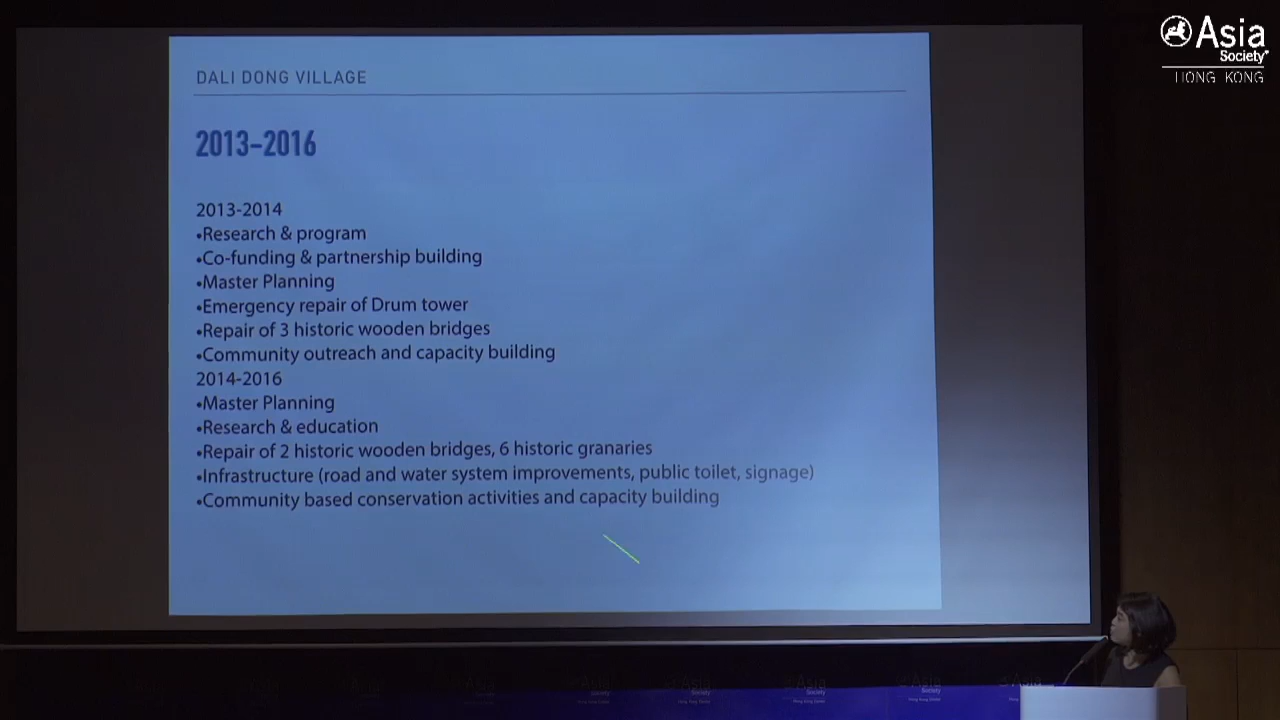 Asia
Society
HONG KONG
DALI DONG VILLAGE
2013–2016
2013-2014
•Research & program
•Co-funding & partnership building
•Master Planning
•Emergency repair of Drum tower
•Repair of 3 historic wooden bridges
•Community outreach and capacity building
2014-2016
•Master Planning
•Research & education
•Repair of 2 historic wooden bridges, 6 historic granaries
•Infrastructure (road and water system improvements, public toilet, signage)
•Community based conservation activities and capacity building